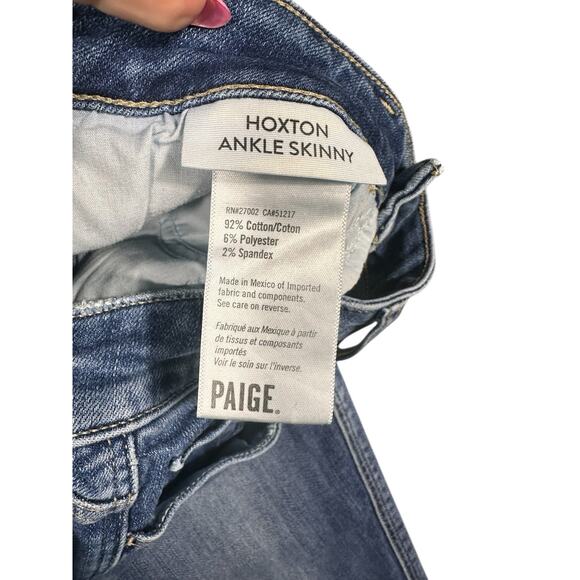 HOXTON
ANKLE SKINNY
RN#27002 CA#51217
92% Cotton/Coton
6% Polyester
2% Spandex
Made in Mexico of Imported
fabric and components.
See care on reverse.
Fabriqué aux Mexique à partir
de tissus et composants
importés
Voir le soin sur l'inverse.
PAIGE®